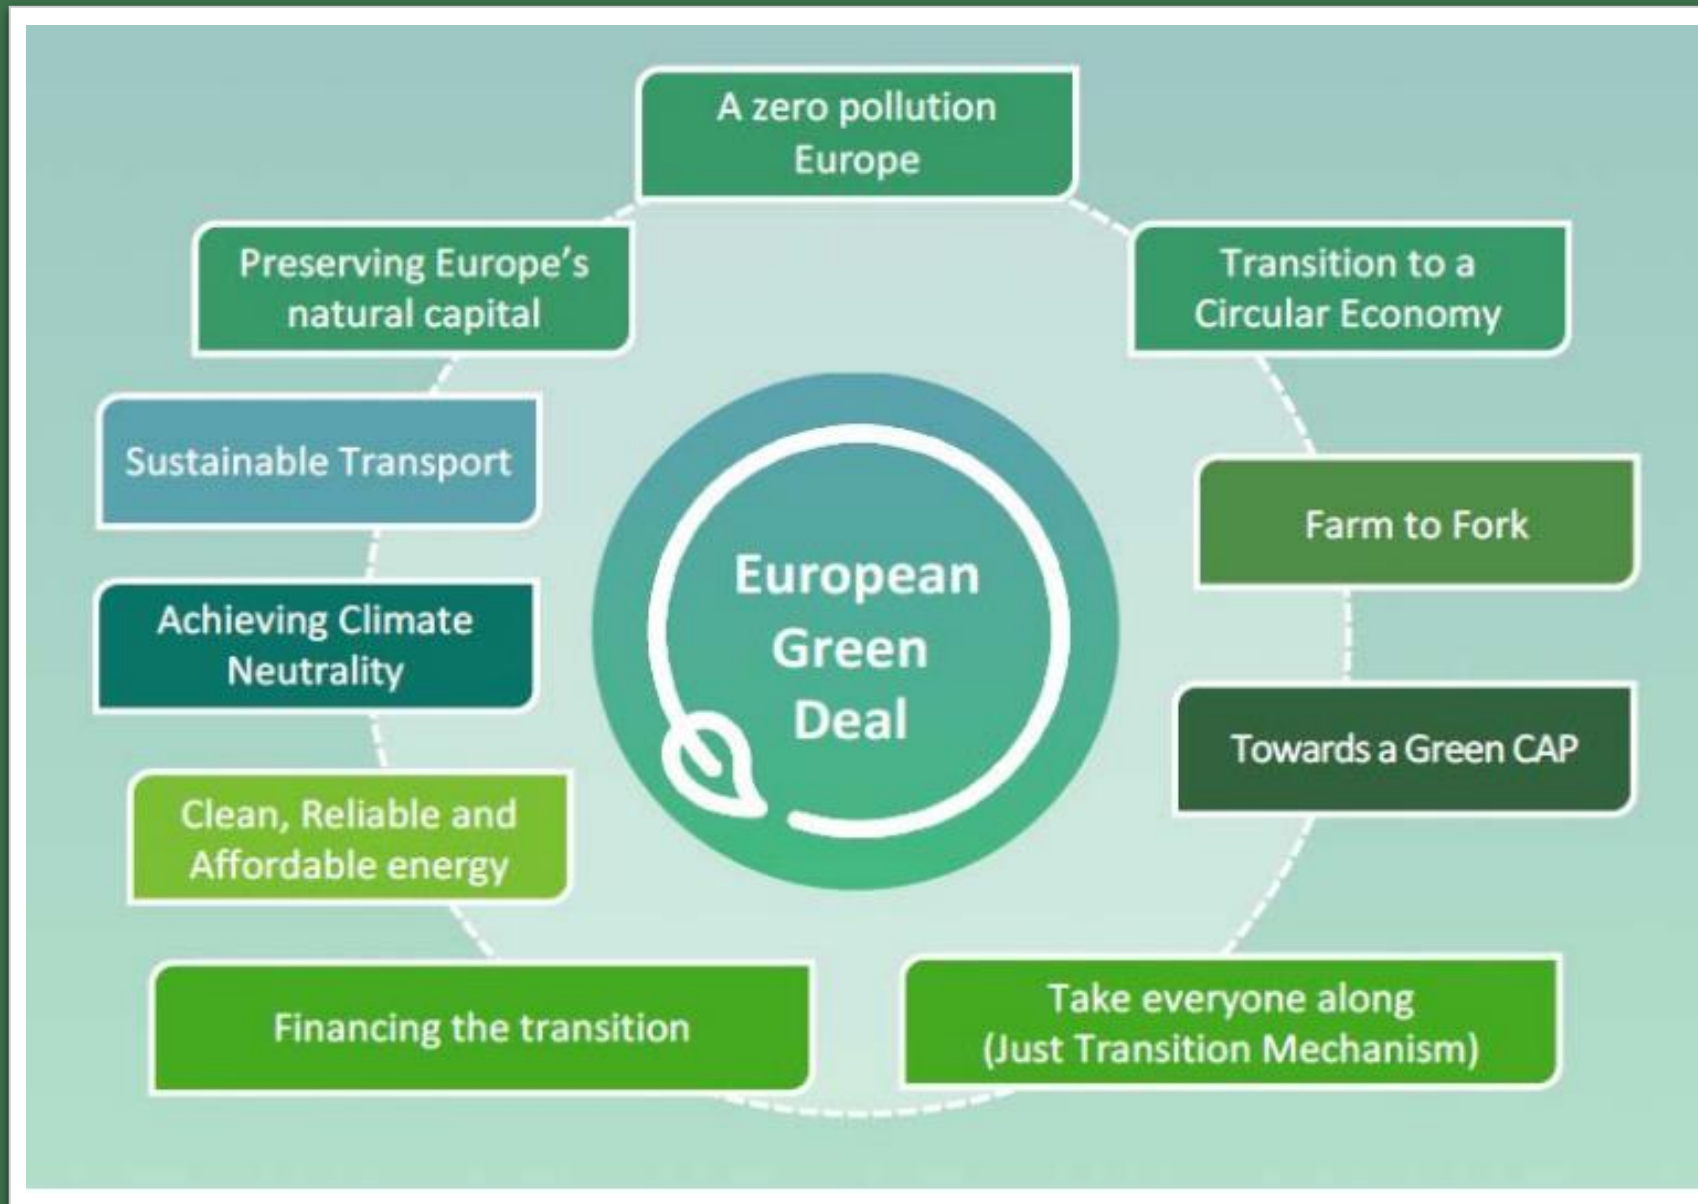 A zero pollution
Europe
Preserving Europe's
natural capital
Transition to a
Circular Economy
Sustainable Transport
Farm to Fork
European
Green
Deal
Achieving Climate
Neutrality
Towards a Green CAP
Clean, Reliable and
Affordable energy
Financing the transition
Take everyone along
(Just Transition Mechanism)